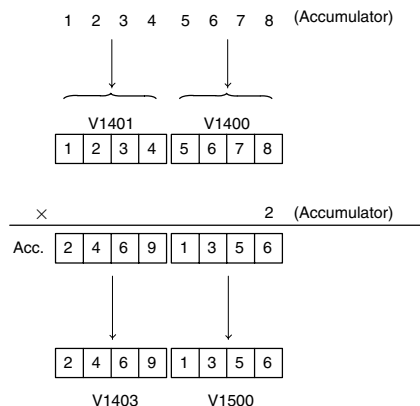 1 2 3 4 5 6 7 8 (Accumulator)
V1401 V1400
1 2 3 4 5 6 7 8
× 2 (Accumulator)
Acc. 2 4 6 9 1 3 5 6
2 4 6 9 1 3 5 6
V1403 V1500